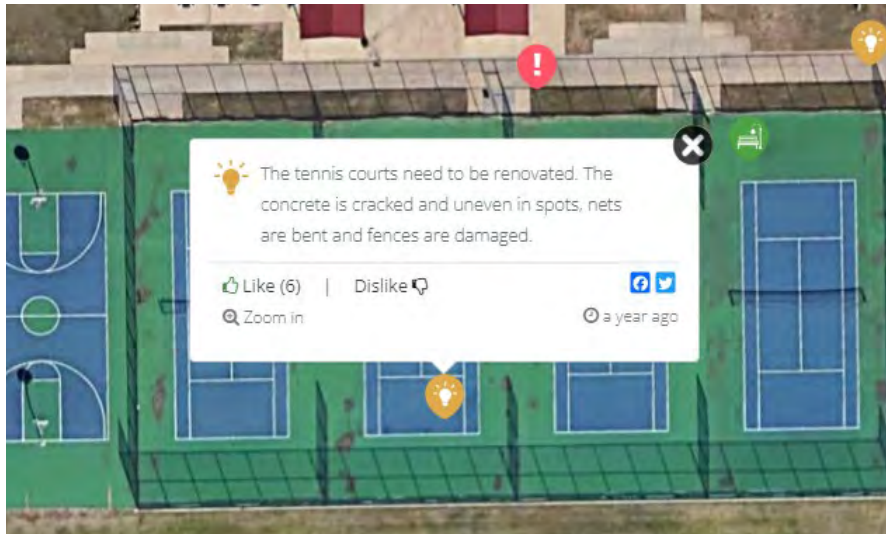 The tennis courts need to be renovated. The
concrete is cracked and uneven in spots, nets
are bent and fences are damaged.
Like (6) | Dislike
Zoom in
a year ago